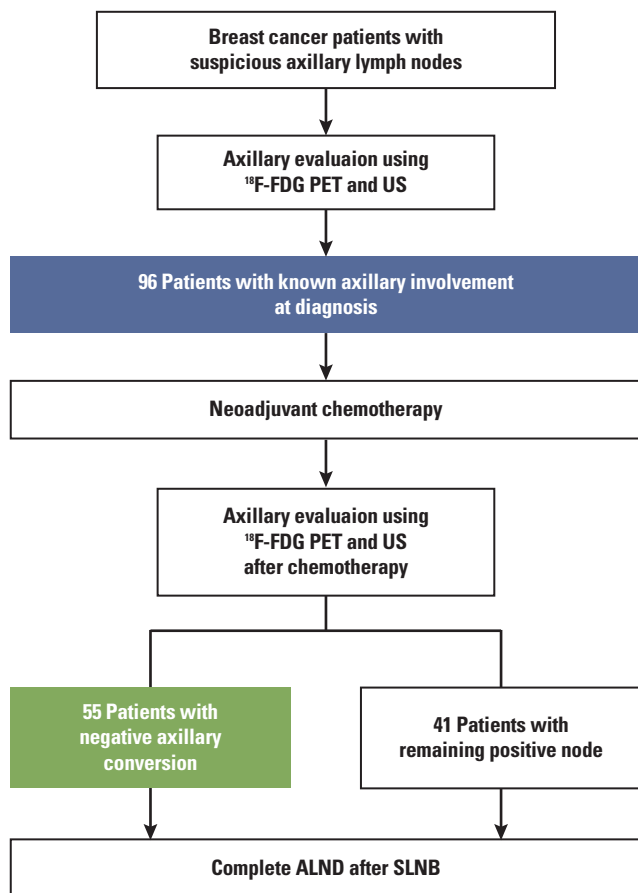 Breast cancer patients with
suspicious axillary lymph nodes
Axillary evaluaion using
¹⁸F-FDG PET and US
96 Patients with known axillary involvement
at diagnosis
Neoadjuvant chemotherapy
Axillary evaluaion using
¹⁸F-FDG PET and US
after chemotherapy
55 Patients with
negative axillary
conversion
41 Patients with
remaining positive node
Complete ALND after SLNB